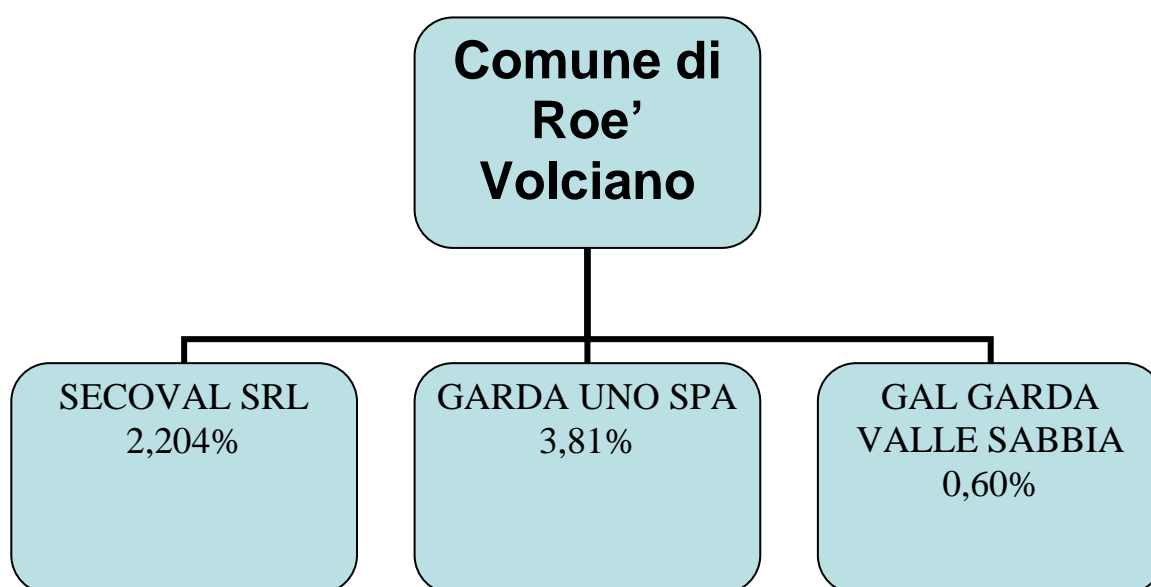 Comune di
Roe’
Volciano
SECOVAL SRL
2,204%
GARDA UNO SPA
3,81%
GAL GARDA
VALLE SABBIA
0,60%